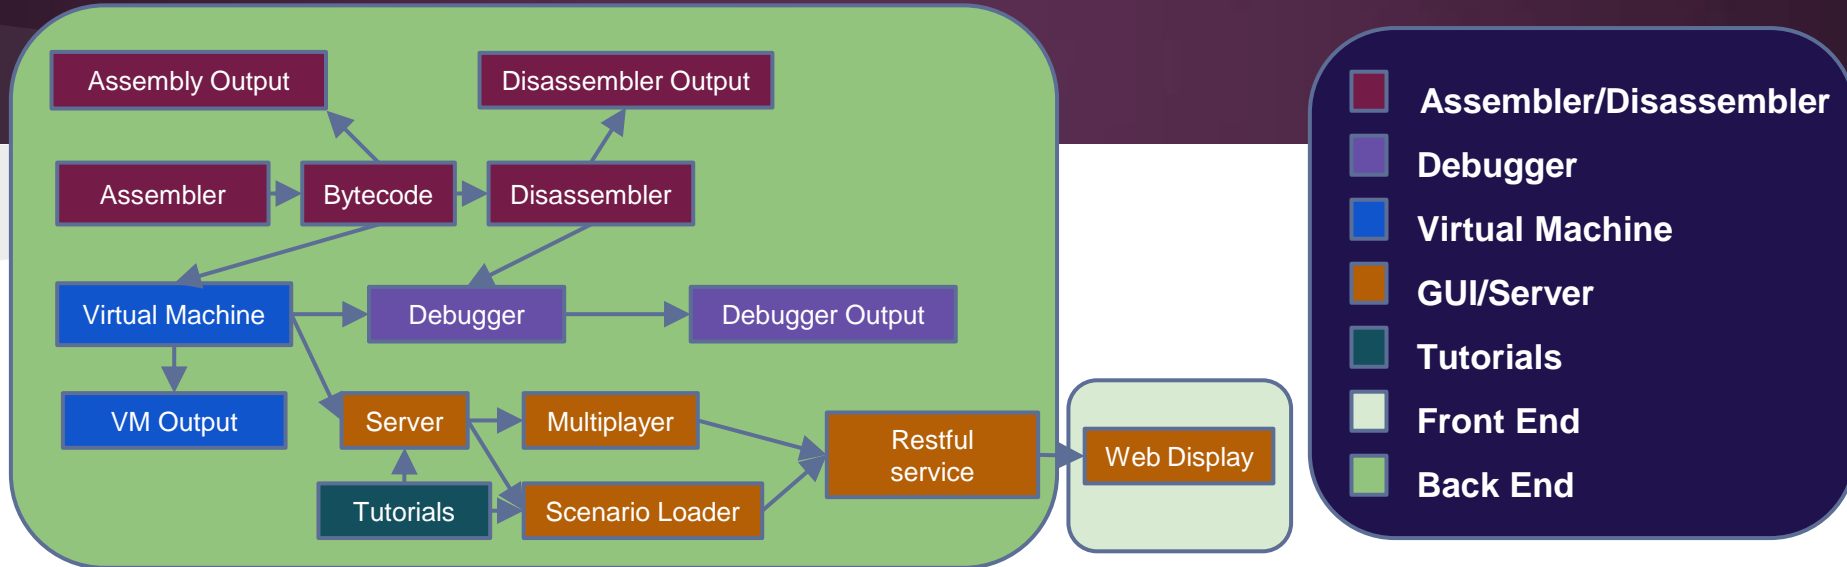 Assembly Output
Disassembler Output
Assembler
Bytecode
Disassembler
Virtual Machine
Debugger
Debugger Output
VM Output
Server
Multiplayer
Restful
service
Web Display
Tutorials
Scenario Loader
Assembler/Disassembler
Debugger
Virtual Machine
GUI/Server
Tutorials
Front End
Back End